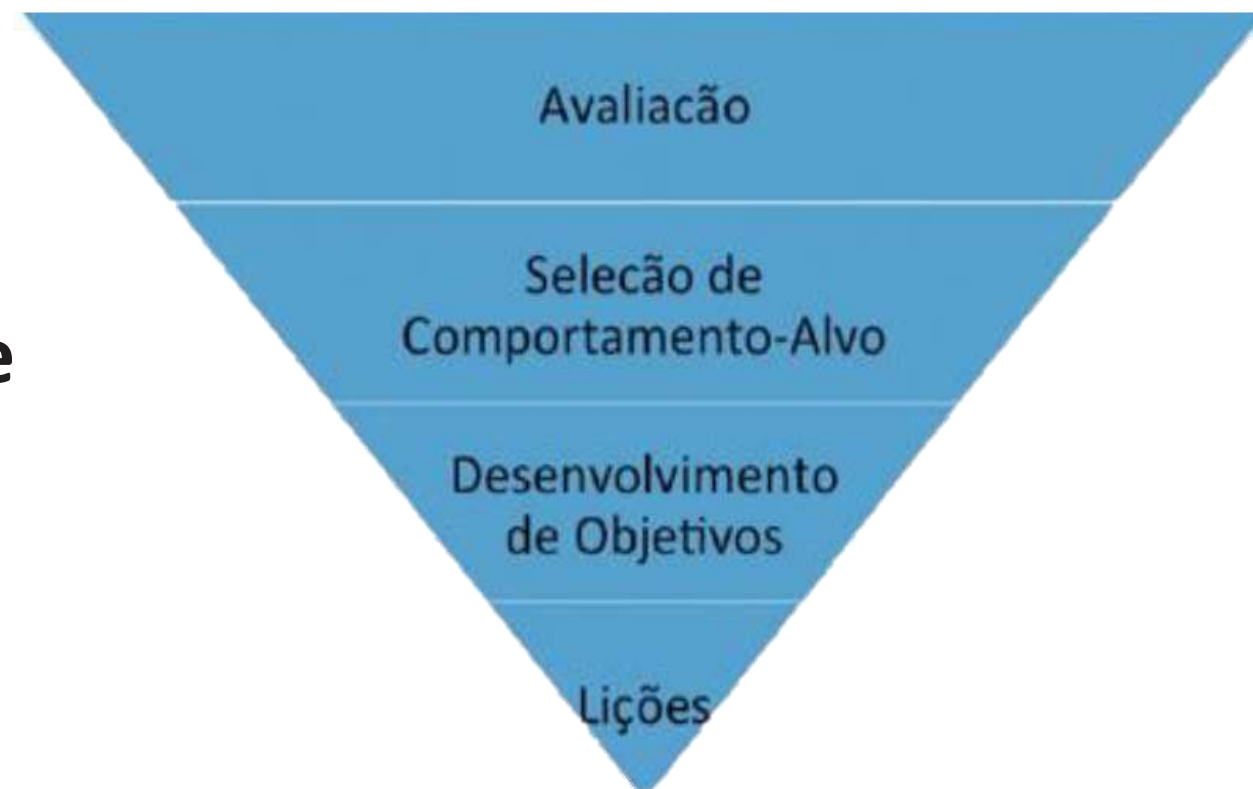 Avaliacão
Selecão de
Comportamento-Alvo
e
Desenvolvimento
de Objetivos
Lições